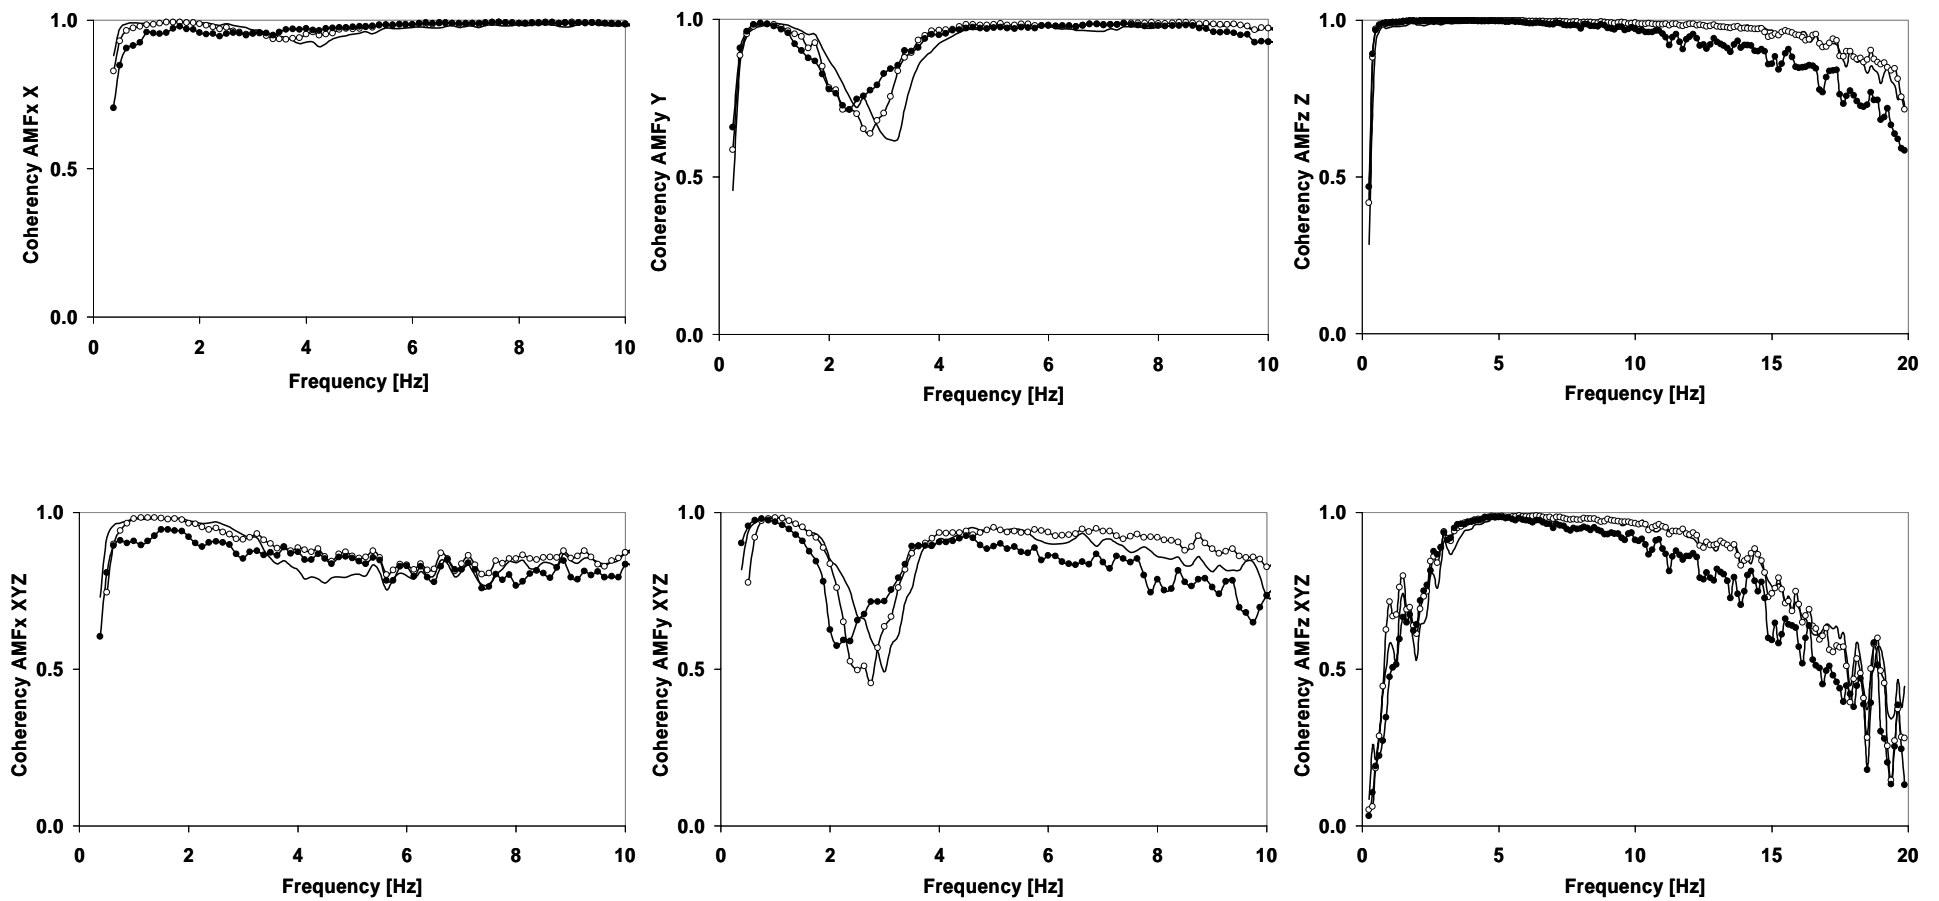 Coherency AMFx X
1.0
0.5
0.0
0 2 4 6 8 10
Frequency [Hz]
Coherency AMFy Y
1.0
0.5
0.0
0 2 4 6 8 10
Frequency [Hz]
Coherency AMFz Z
1.0
0.5
0.0
0 5 10 15 20
Frequency [Hz]
Coherency AMFx XYZ
1.0
0.5
0.0
0 2 4 6 8 10
Frequency [Hz]
Coherency AMFy XYZ
1.0
0.5
0.0
0 2 4 6 8 10
Frequency [Hz]
Coherency AMFz XYZ
1.0
0.5
0.0
0 5 10 15 20
Frequency [Hz]